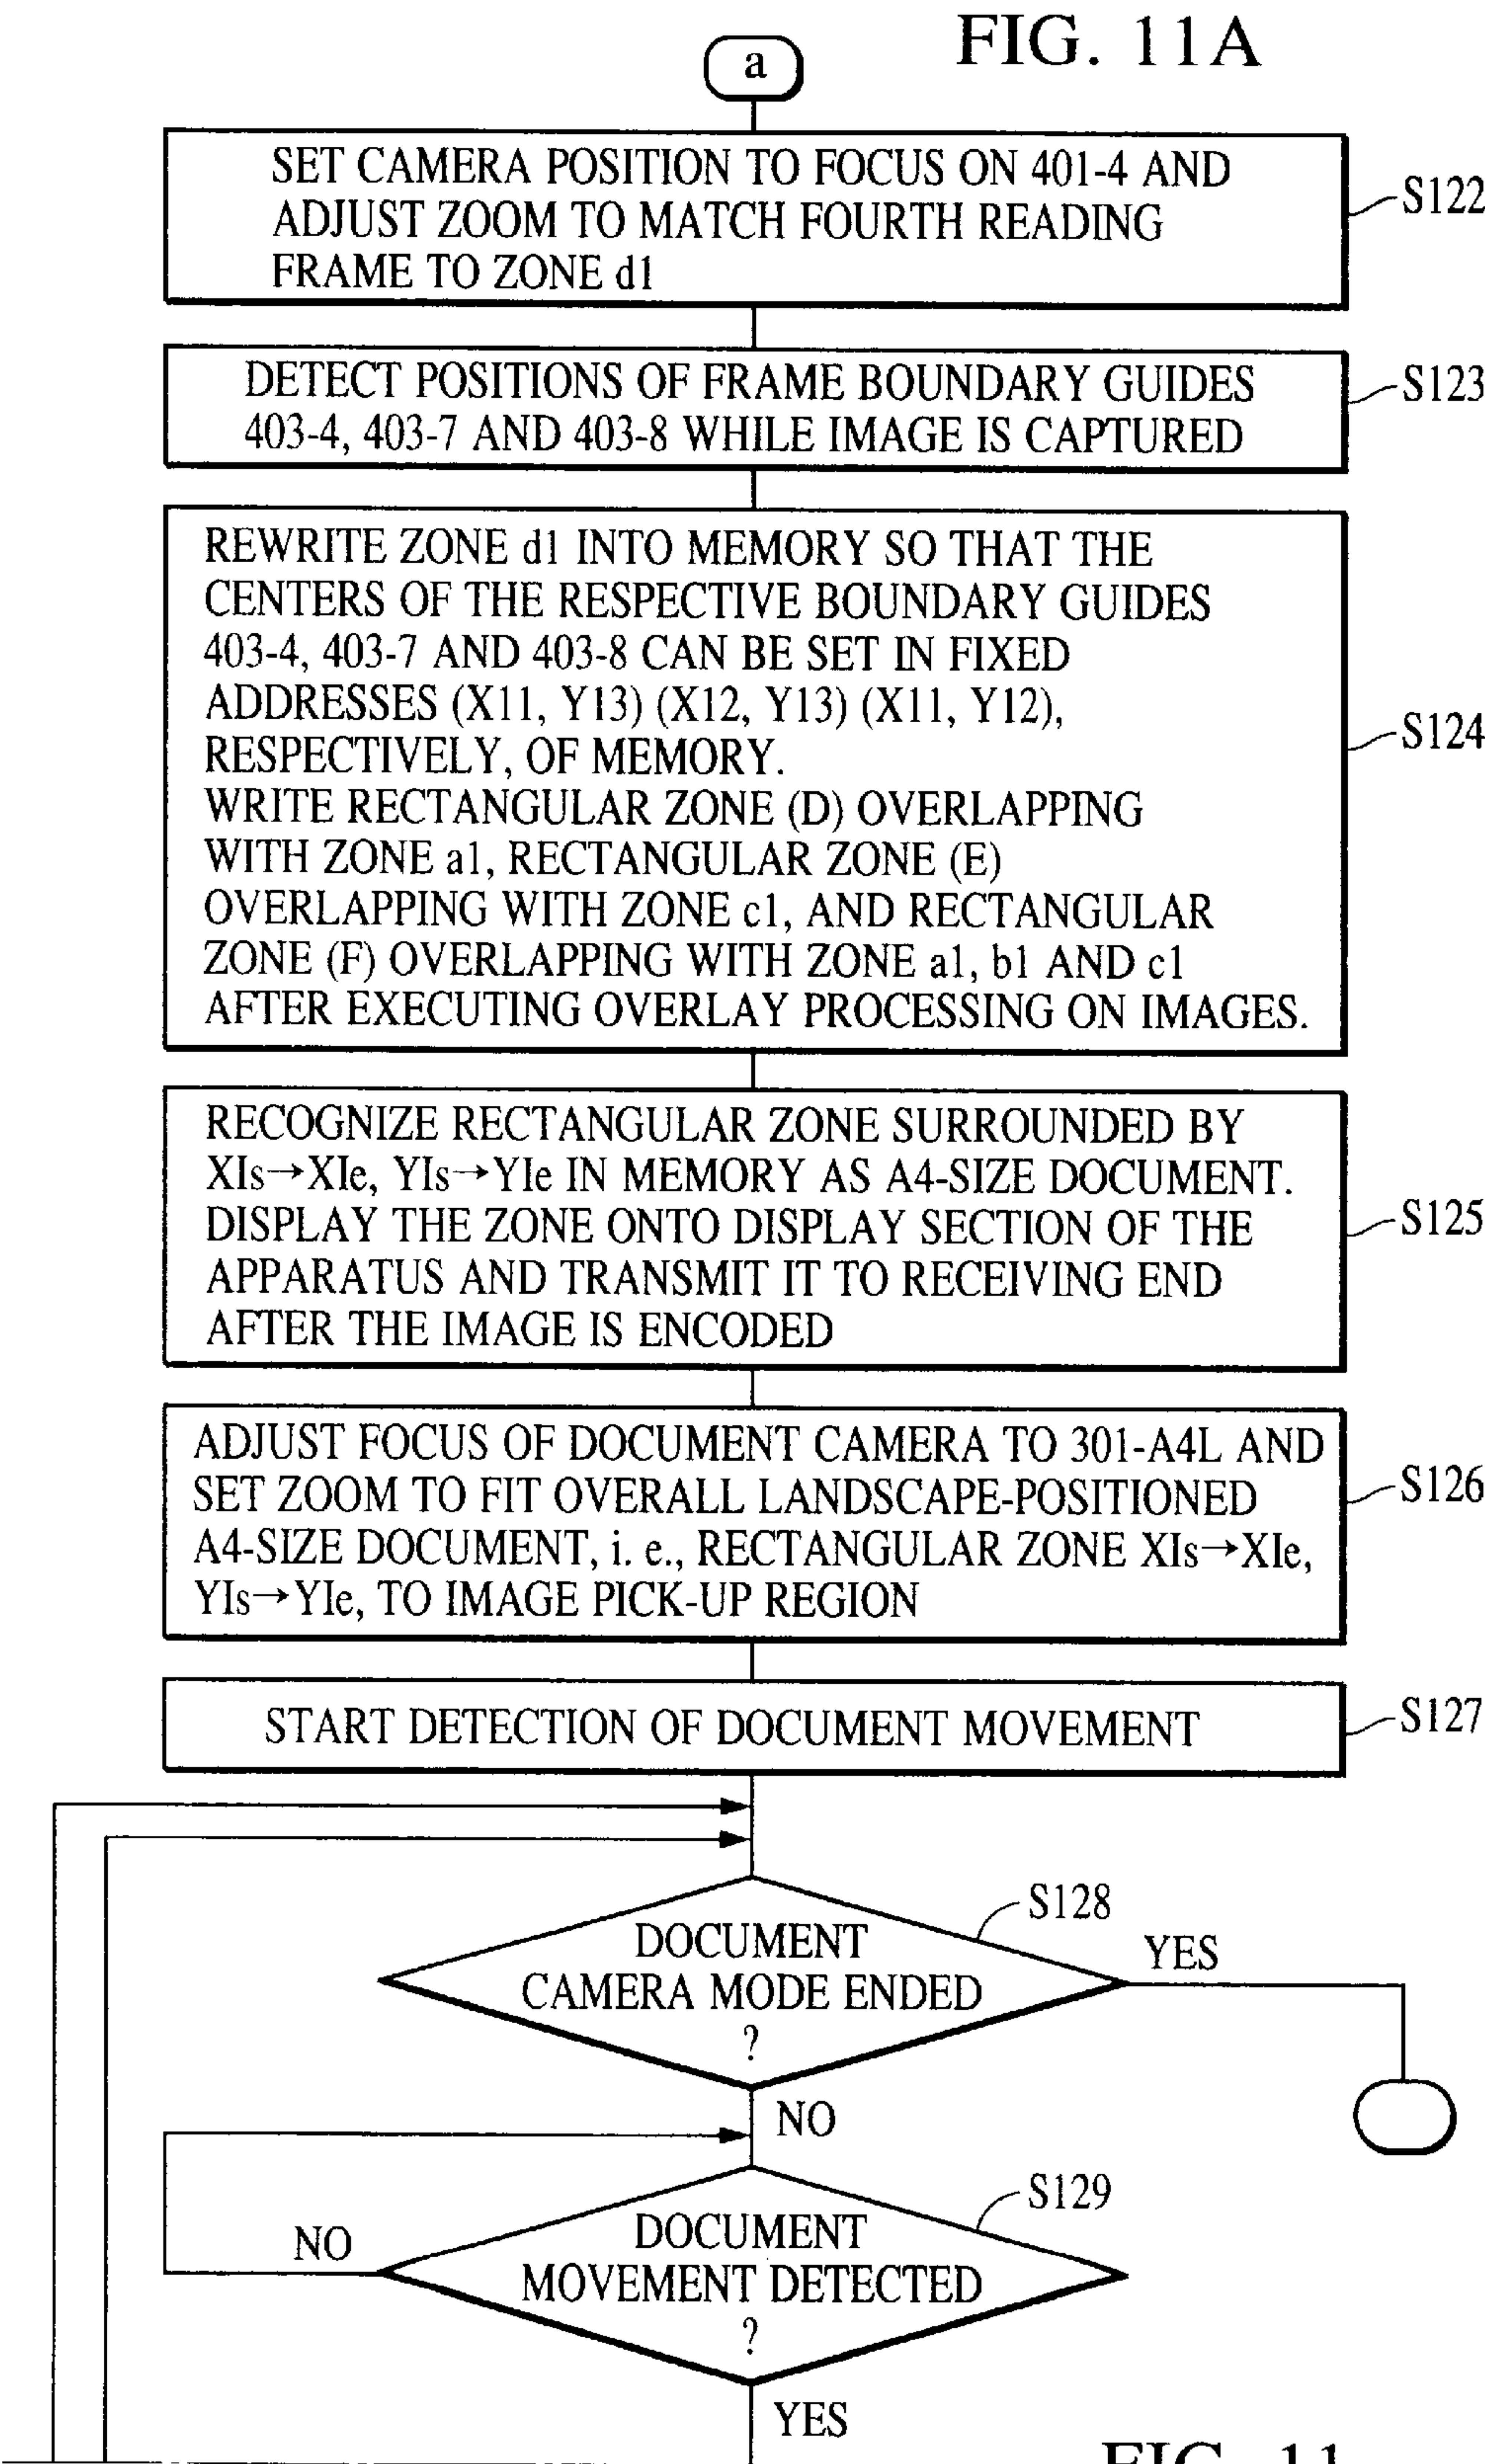 FIG. 11A
a
SET CAMERA POSITION TO FOCUS ON 401-4 AND
ADJUST ZOOM TO MATCH FOURTH READING
FRAME TO ZONE d1
S122
DETECT POSITIONS OF FRAME BOUNDARY GUIDES
403-4, 403-7 AND 403-8 WHILE IMAGE IS CAPTURED
S123
REWRITE ZONE d1 INTO MEMORY SO THAT THE
CENTERS OF THE RESPECTIVE BOUNDARY GUIDES
403-4, 403-7 AND 403-8 CAN BE SET IN FIXED
ADDRESSES (X11, Y13) (X12, Y13) (X11, Y12),
RESPECTIVELY, OF MEMORY.
WRITE RECTANGULAR ZONE (D) OVERLAPPING
WITH ZONE a1, RECTANGULAR ZONE (E)
OVERLAPPING WITH ZONE c1, AND RECTANGULAR
ZONE (F) OVERLAPPING WITH ZONE a1, b1 AND c1
AFTER EXECUTING OVERLAY PROCESSING ON IMAGES.
S124
RECOGNIZE RECTANGULAR ZONE SURROUNDED BY
XIs→XIe, YIs→YIe IN MEMORY AS A4-SIZE DOCUMENT.
DISPLAY THE ZONE ONTO DISPLAY SECTION OF THE
APPARATUS AND TRANSMIT IT TO RECEIVING END
AFTER THE IMAGE IS ENCODED
S125
ADJUST FOCUS OF DOCUMENT CAMERA TO 301-A4L AND
SET ZOOM TO FIT OVERALL LANDSCAPE-POSITIONED
A4-SIZE DOCUMENT, i. e., RECTANGULAR ZONE XIs→XIe,
YIs→YIe, TO IMAGE PICK-UP REGION
S126
START DETECTION OF DOCUMENT MOVEMENT
S127
S128
DOCUMENT
CAMERA MODE ENDED
?
YES
NO
S129
DOCUMENT
MOVEMENT DETECTED
?
NO
YES
FIG. 11